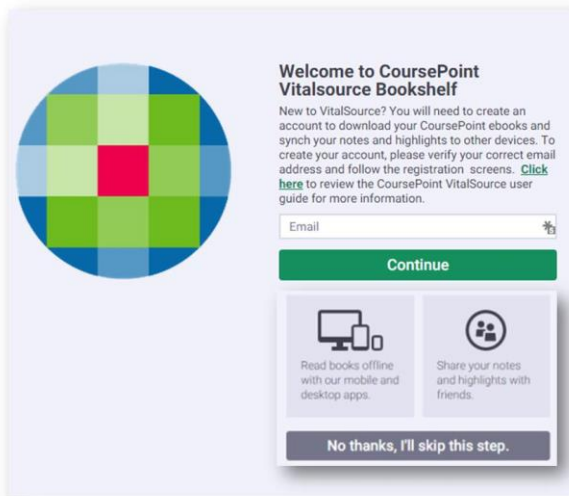 Welcome to CoursePoint
Vitalsource Bookshelf
New to VitalSource? You will need to create an
account to download your CoursePoint ebooks and
synch your notes and highlights to other devices. To
create your account, please verify your correct email
address and follow the registration screens. Click
here to review the CoursePoint VitalSource user
guide for more information.
Email
Continue
Read books offline
with our mobile and
desktop apps.
Share your notes
and highlights with
friends.
No thanks, I'll skip this step.